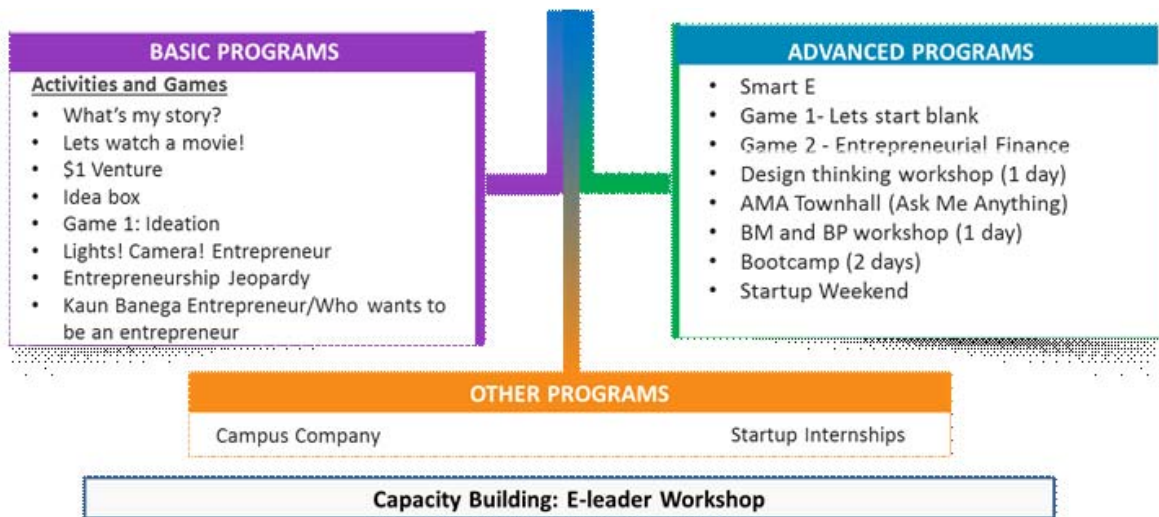 BASIC PROGRAMS
Activities and Games
• What's my story?
• Lets watch a movie!
• $1 Venture
• Idea box
• Game 1: Ideation
• Lights! Camera! Entrepreneur
• Entrepreneurship Jeopardy
• Kaun Banega Entrepreneur/Who wants to
be an entrepreneur
ADVANCED PROGRAMS
• Smart E
• Game 1- Lets start blank
• Game 2 - Entrepreneurial Finance
• Design thinking workshop (1 day)
• AMA Townhall (Ask Me Anything)
• BM and BP workshop (1 day)
• Bootcamp (2 days)
• Startup Weekend
OTHER PROGRAMS
Campus Company
Startup Internships
Capacity Building: E-leader Workshop